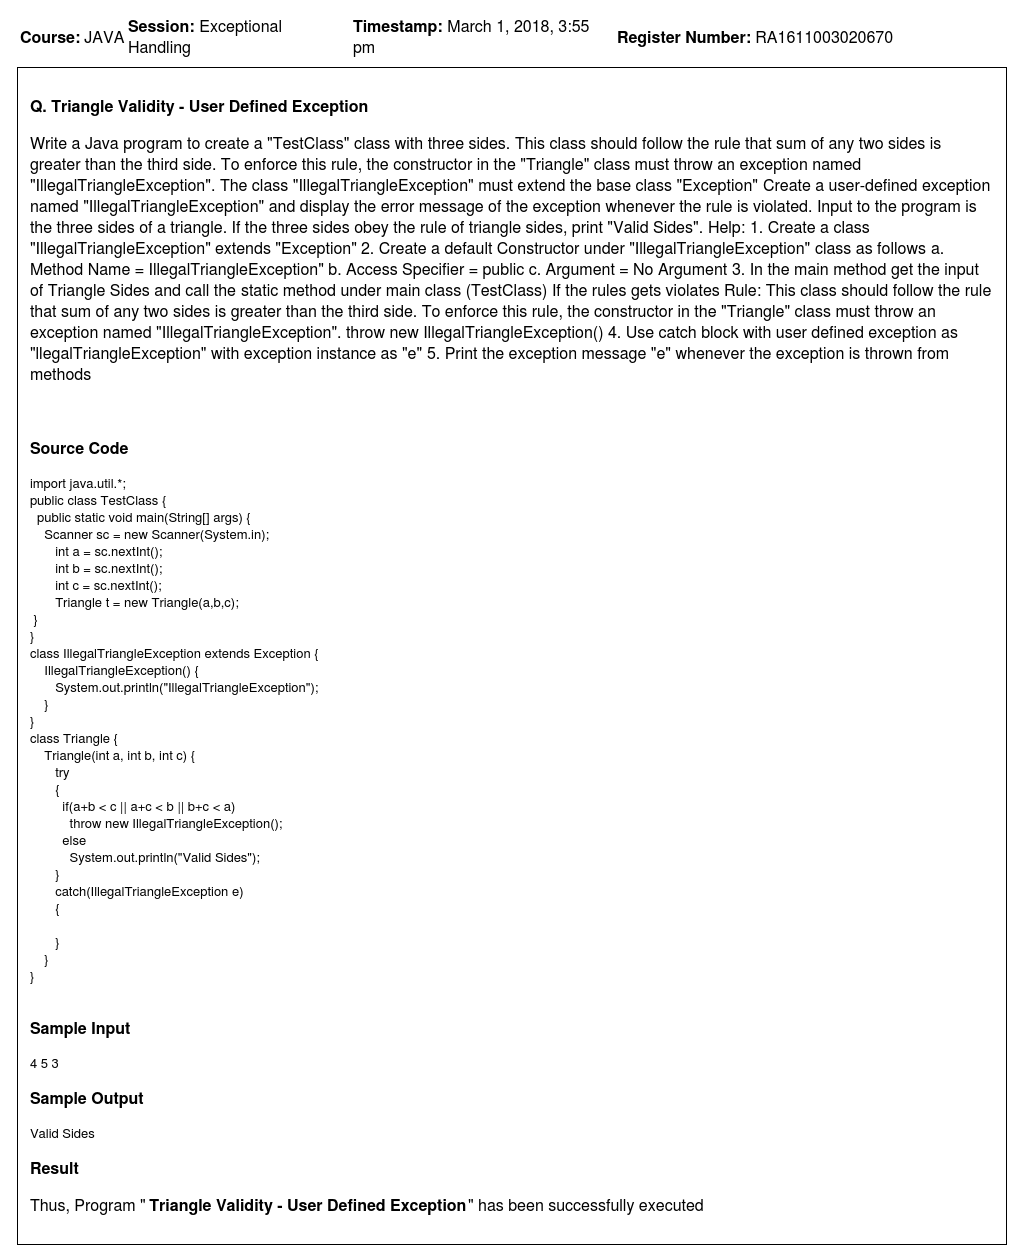 Course: JAVA Session: Exceptional Handling Timestamp: March 1, 2018, 3:55 pm Register Number: RA1611003020670
Q. Triangle Validity - User Defined Exception
Write a Java program to create a "TestClass" class with three sides. This class should follow the rule that sum of any two sides is
greater than the third side. To enforce this rule, the constructor in the "Triangle" class must throw an exception named
"IllegalTriangleException". The class "IllegalTriangleException" must extend the base class "Exception" Create a user-defined exception
named "IllegalTriangleException" and display the error message of the exception whenever the rule is violated. Input to the program is
the three sides of a triangle. If the three sides obey the rule of triangle sides, print "Valid Sides". Help: 1. Create a class
"IllegalTriangleException" extends "Exception" 2. Create a default Constructor under "IllegalTriangleException" class as follows a.
Method Name = IllegalTriangleException" b. Access Specifier = public c. Argument = No Argument 3. In the main method get the input
of Triangle Sides and call the static method under main class (TestClass) If the rules gets violates Rule: This class should follow the rule
that sum of any two sides is greater than the third side. To enforce this rule, the constructor in the "Triangle" class must throw an
exception named "IllegalTriangleException". throw new IllegalTriangleException() 4. Use catch block with user defined exception as
"llegalTriangleException" with exception instance as "e" 5. Print the exception message "e" whenever the exception is thrown from
methods
Source Code
import java.util.*;
public class TestClass {
public static void main(String[] args) {
Scanner sc = new Scanner(System.in);
int a = sc.nextInt();
int b = sc.nextInt();
int c = sc.nextInt();
Triangle t = new Triangle(a,b,c);
}
}
class IllegalTriangleException extends Exception {
IllegalTriangleException() {
System.out.println("IllegalTriangleException");
}
}
class Triangle {
Triangle(int a, int b, int c) {
try
{
if(a+b < c || a+c < b || b+c < a)
throw new IllegalTriangleException();
else
System.out.println("Valid Sides");
}
catch(IllegalTriangleException e)
{
}
}
}
Sample Input
4 5 3
Sample Output
Valid Sides
Result
Thus, Program " Triangle Validity - User Defined Exception" has been successfully executed